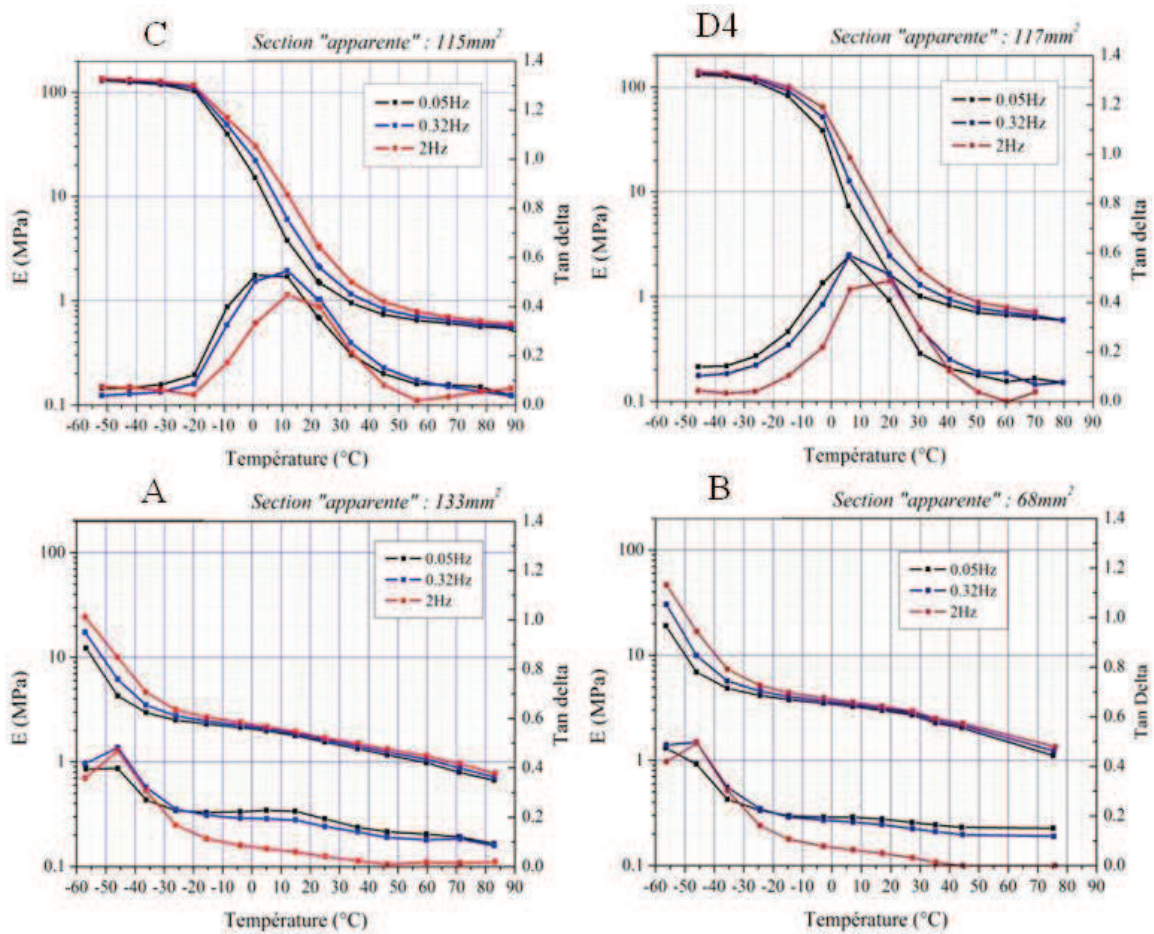 C
Section "apparente" : 115mm²
E (MPa)
100
10
1
0.1
0.05Hz
0.32Hz
2Hz
1.4
1.2
1.0
0.8
0.6
0.4
0.2
0.0
Tan delta
-60 -50 -40 -30 -20 -10 0 10 20 30 40 50 60 70 80 90
Température (°C)
D4
Section "apparente" : 117mm²
E (MPa)
100
10
1
0.1
0.05Hz
0.32Hz
2Hz
1.4
1.2
1.0
0.8
0.6
0.4
0.2
0.0
Tan delta
-60 -50 -40 -30 -20 -10 0 10 20 30 40 50 60 70 80 90
Température (°C)
A
Section "apparente" : 133mm²
E (MPa)
100
10
1
0.1
0.05Hz
0.32Hz
2Hz
1.4
1.2
1.0
0.8
0.6
0.4
0.2
0.0
Tan delta
-60 -50 -40 -30 -20 -10 0 10 20 30 40 50 60 70 80 90
Température (°C)
B
Section "apparente" : 68mm²
E (MPa)
100
10
1
0.1
0.05Hz
0.32Hz
2Hz
1.4
1.2
1.0
0.8
0.6
0.4
0.2
0.0
Tan Delta
-60 -50 -40 -30 -20 -10 0 10 20 30 40 50 60 70 80 90
Température (°C)